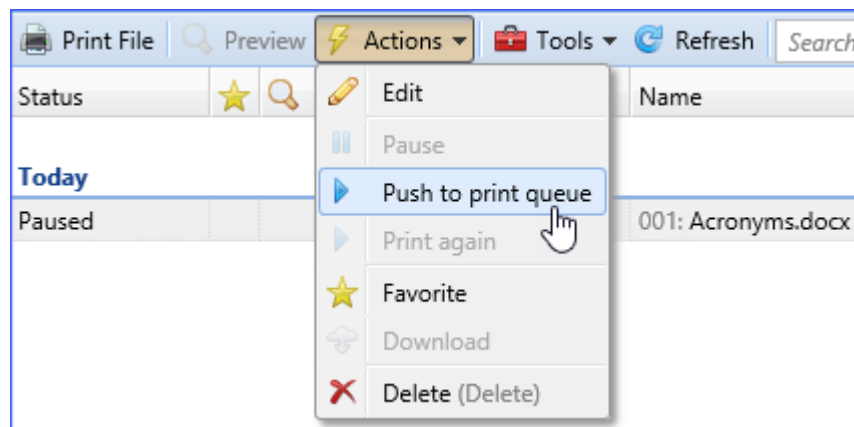 Print File Preview Actions Tools Refresh Search
Status Name
Edit
Pause
Today
Push to print queue
Paused 001: Acronyms.docx
Print again
Favorite
Download
Delete (Delete)